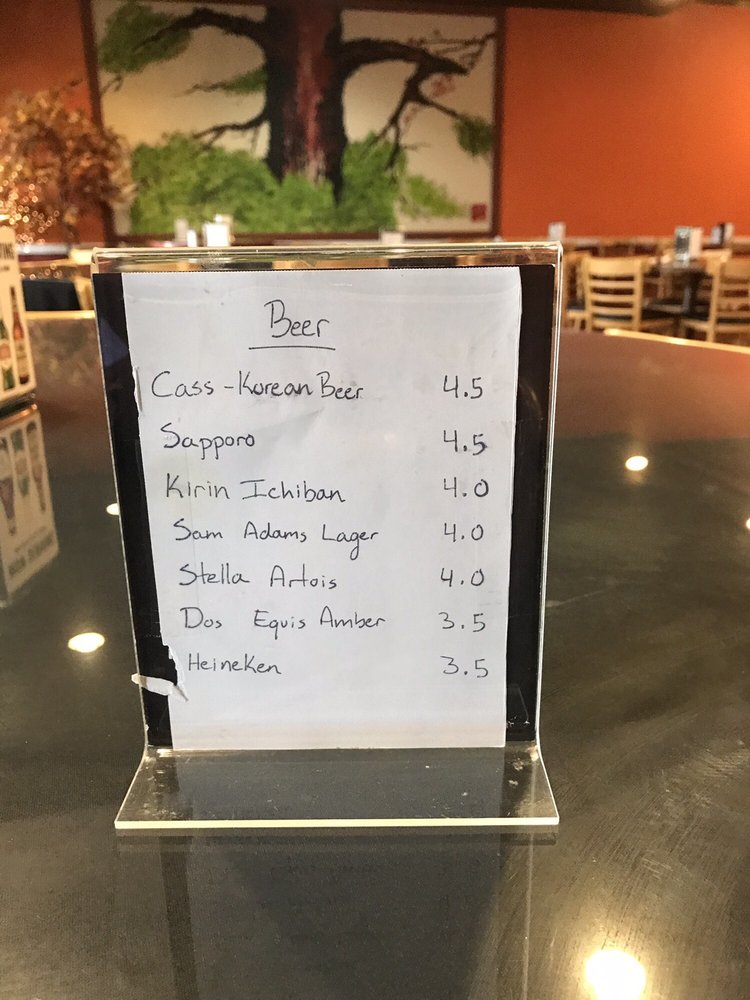 Beer
Cass - Korean Beer 4.5
Sapporo 4.5
Kirin Ichiban 4.0
Sam Adams Lager 4.0
Stella Artois 4.0
Dos Equis Amber 3.5
Heineken 3.5